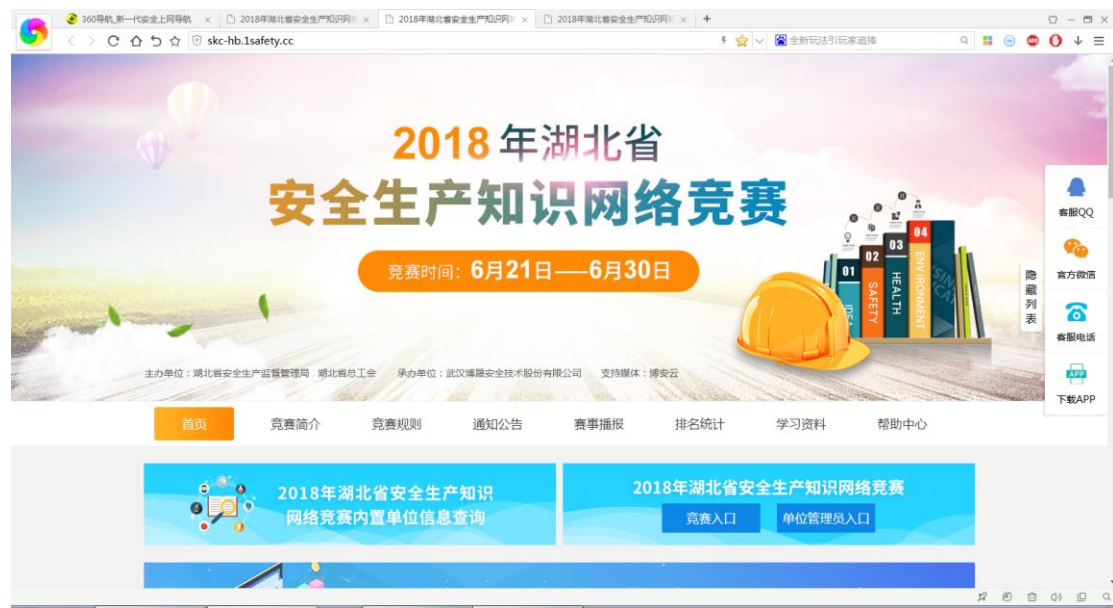 360导航_新一代安全上网导航
2018年湖北省安全生产知识网
2018年湖北省安全生产知识网
2018年湖北省安全生产知识网
skc-hb.1safety.cc
全新玩法引玩家追捧
2018年湖北省
安全生产知识网络竞赛
竞赛时间：6月21日——6月30日
01
IDEA
02
SAFETY
03
HEALTH
04
ENVIRONMENT
主办单位：湖北省安全生产监督管理局 湖北省总工会 承办单位：武汉博晟安全技术股份有限公司 支持媒体：博安云
隐藏列表
客服QQ
官方微信
客服电话
APP
下载APP
首页 竞赛简介 竞赛规则 通知公告 赛事播报 排名统计 学习资料 帮助中心
2018年湖北省安全生产知识
网络竞赛内置单位信息查询
2018年湖北省安全生产知识网络竞赛
竞赛入口 单位管理员入口